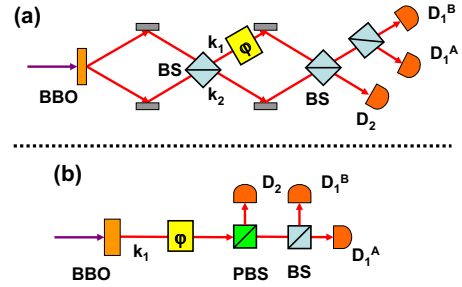 (a)
D₁ᴮ
k₁
φ
BS
D₁ᴬ
BBO
k₂
BS
D₂
(b)
D₂
D₁ᴮ
φ
k₁
D₁ᴬ
BBO
PBS
BS